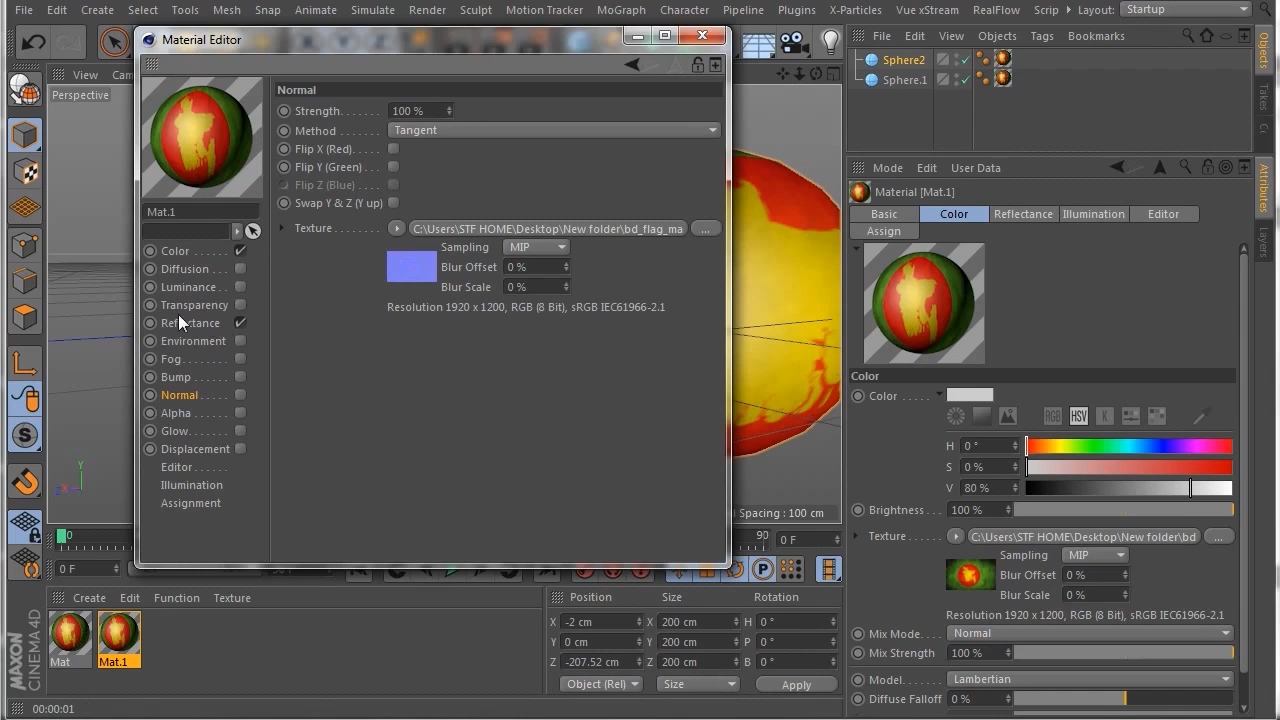 File Edit Create Select Tools Mesh Snap Animate Simulate Render Sculpt Motion Tracker MoGraph Character Pipeline Plugins X-Particles Vue xStream RealFlow Scrip Layout: Startup
Material Editor
File Edit View Objects Tags Bookmarks
Objects
Takes
Sphere2
Sphere.1
View Cam
Perspective
Normal
Strength. . . . . . . 100 %
Method . . . . . . . Tangent
Flip X (Red). . . .
Flip Y (Green) . . .
Flip Z (Blue) . . . .
Swap Y & Z (Y up)
Texture . . . . . . . C:\Users\STF HOME\Desktop\New folder\bd_flag_ma ...
Sampling MIP
Blur Offset 0 %
Blur Scale 0 %
Resolution 1920 x 1200, RGB (8 Bit), sRGB IEC61966-2.1
Mat.1
Color . . . . . .
Diffusion . . . .
Luminance . . .
Transparency
Environment
Fog. . . . . . . .
Bump . . . . . .
Normal . . . . .
Alpha . . . . . .
Glow. . . . . . .
Displacement
Editor . . . . . .
Illumination
Assignment
Mode Edit User Data
Attributes
Layers
Material [Mat.1]
Basic Color Reflectance Illumination Editor
Assign
Color
Color . . . . .
RGB HSV K
H 0 °
S 0 %
V 80 %
Brightness . . . 100 %
Texture . . . . . C:\Users\STF HOME\Desktop\New folder\bd ...
Sampling MIP
Blur Offset 0 %
Blur Scale 0 %
Resolution 1920 x 1200, RGB (8 Bit), sRGB IEC61966-2.1
Mix Mode. . . . Normal
Mix Strength 100 %
Model. . . . . . Lambertian
Diffuse Falloff 0 %
Spacing : 100 cm
Y
X
Z
0 90 0 F
0 F
Create Edit Function Texture
Mat Mat.1
Position Size Rotation
X -2 cm X 200 cm H 0 °
Y 0 cm Y 200 cm P 0 °
Z -207.52 cm Z 200 cm B 0 °
Object (Rel) Size Apply
MAXON
CINEMA4D
00:00:01